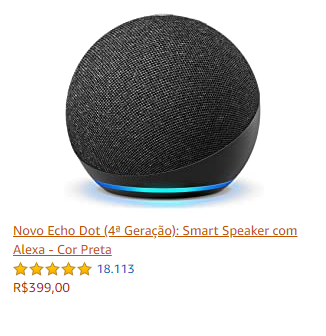 Novo Echo Dot (4ª Geração): Smart Speaker com
Alexa - Cor Preta
18.113
R$399,00